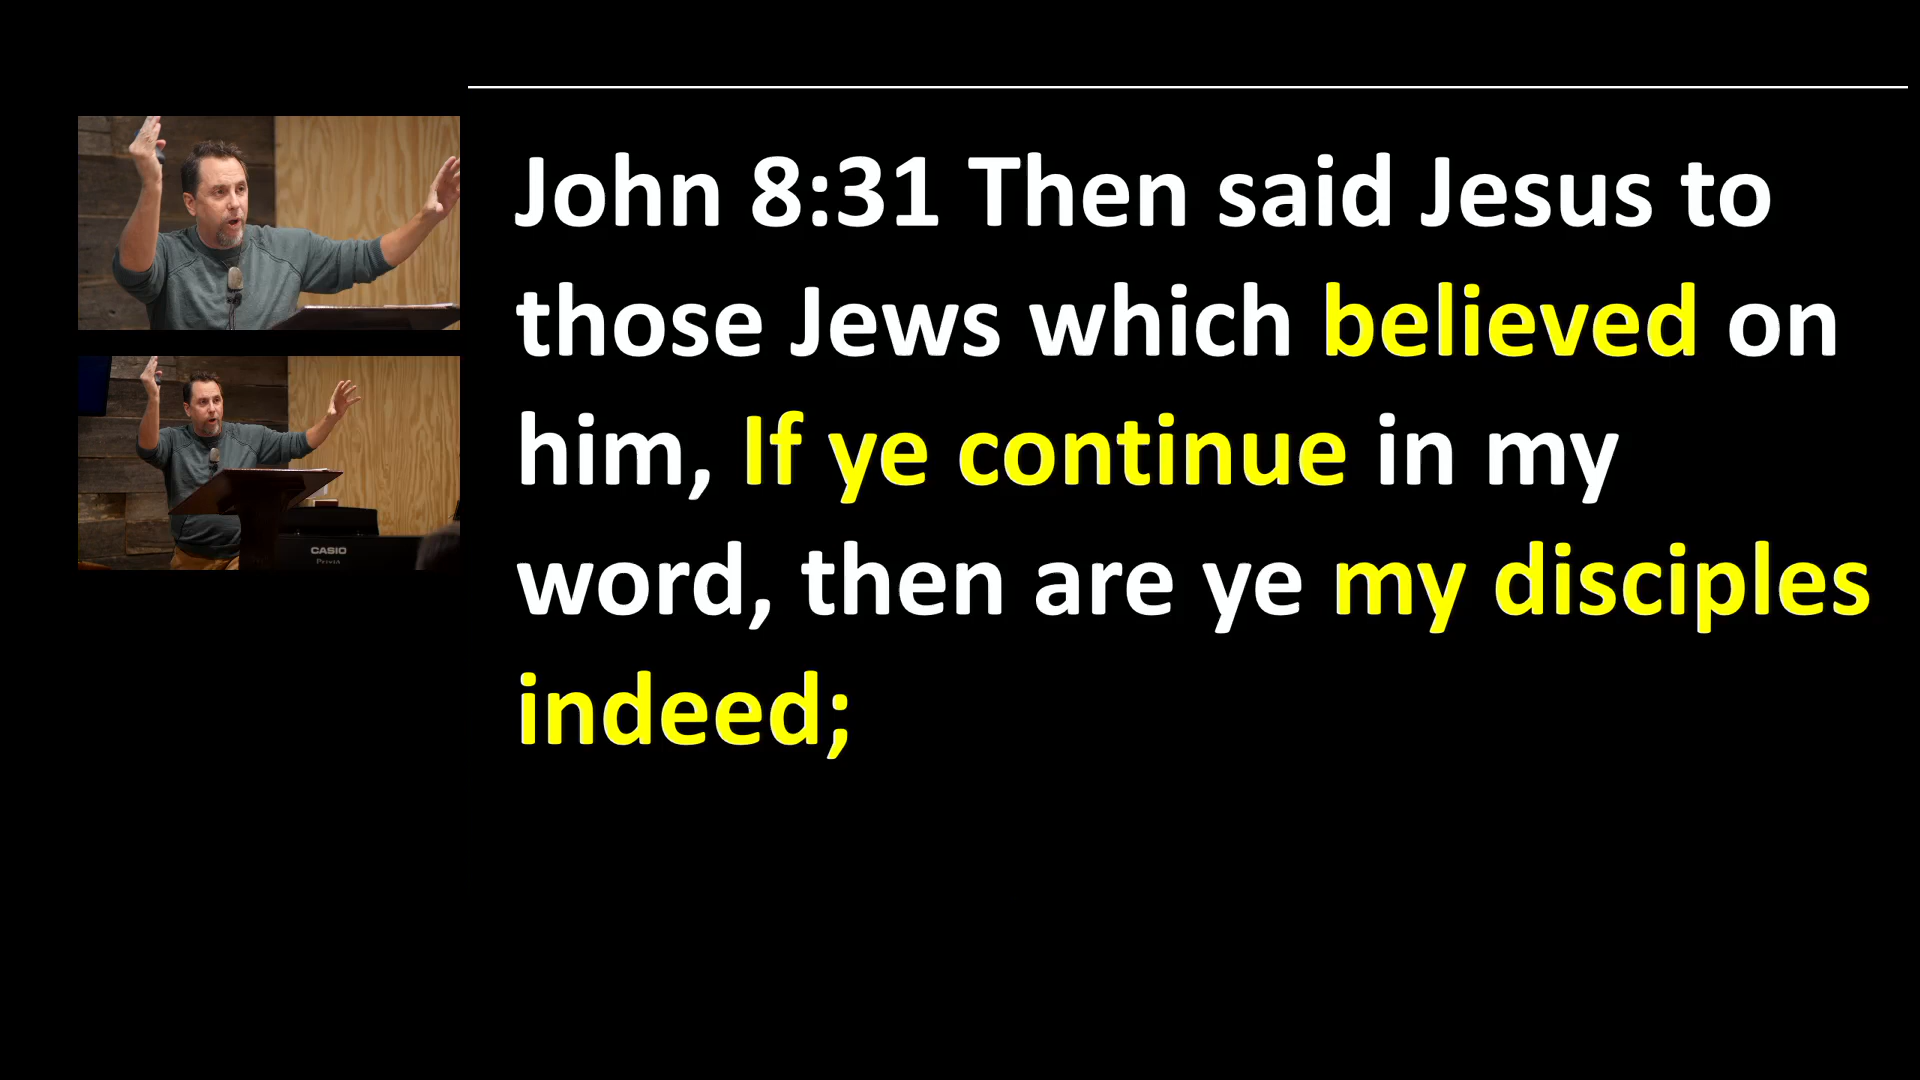 John 8:31 Then said Jesus to
those Jews which believed on
him, If ye continue in my
word, then are ye my disciples
indeed;
CASIO
Privia